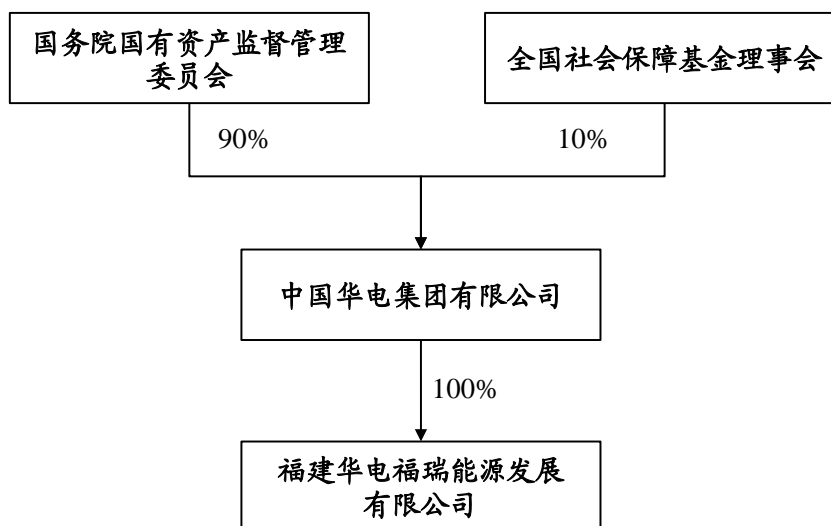 国务院国有资产监督管理
委员会
全国社会保障基金理事会
90%
10%
中国华电集团有限公司
100%
福建华电福瑞能源发展
有限公司